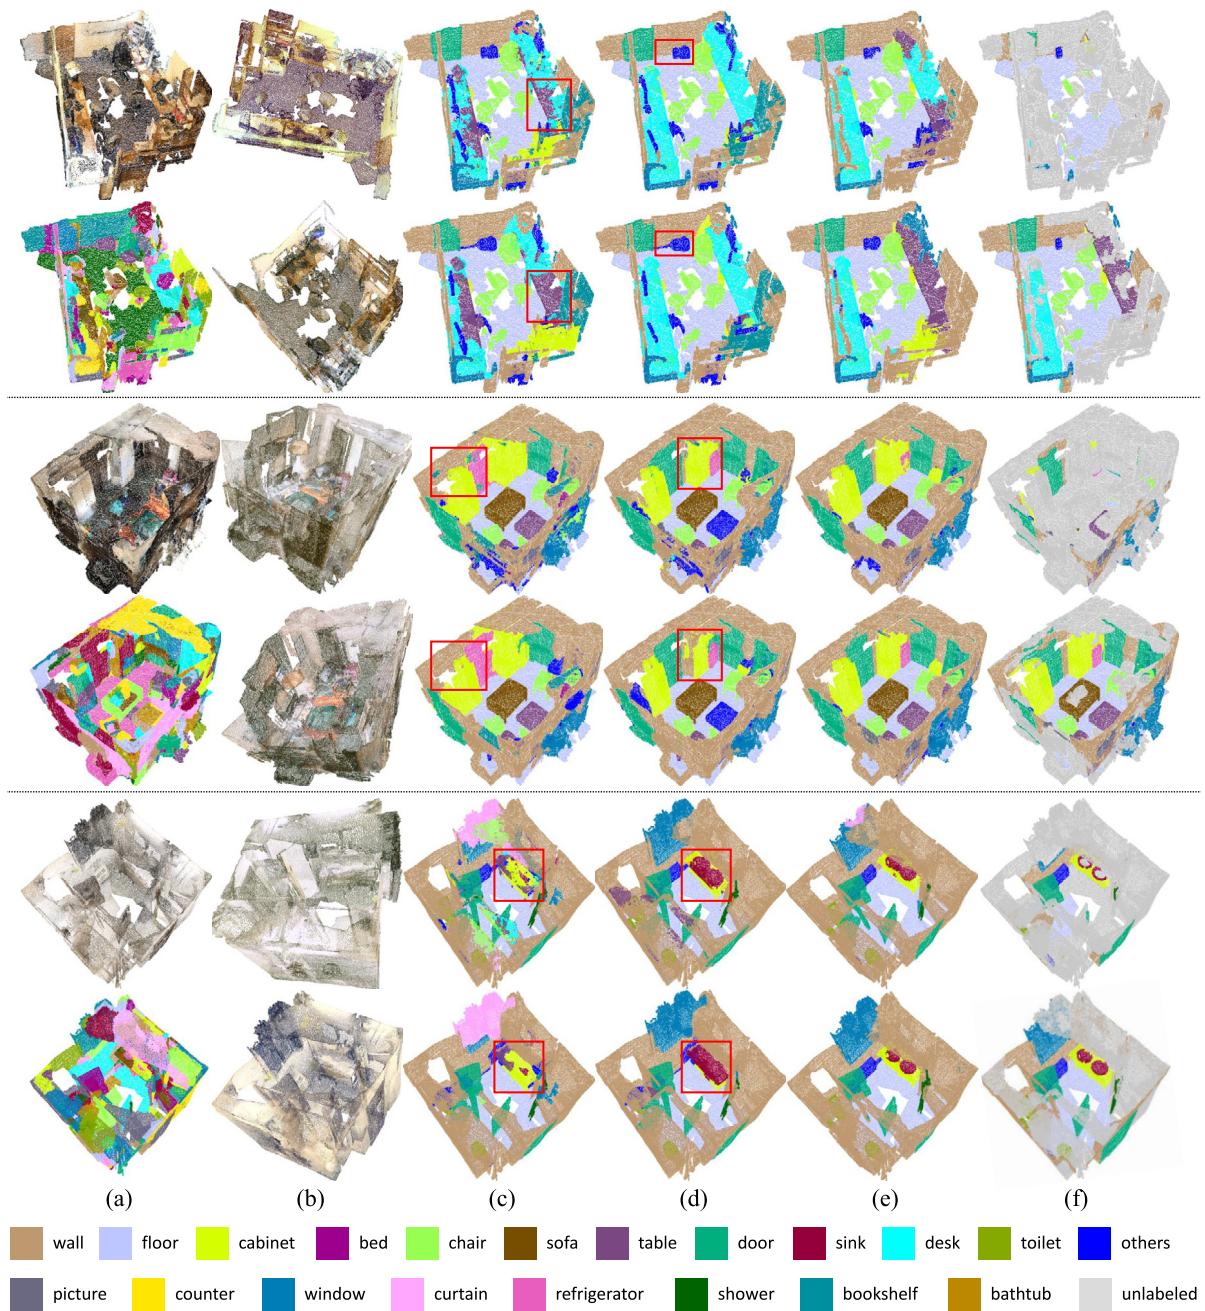 (a) (b) (c) (d) (e) (f)
wall floor cabinet bed chair sofa table door sink desk toilet others
picture counter window curtain refrigerator shower bookshelf bathtub unlabeled